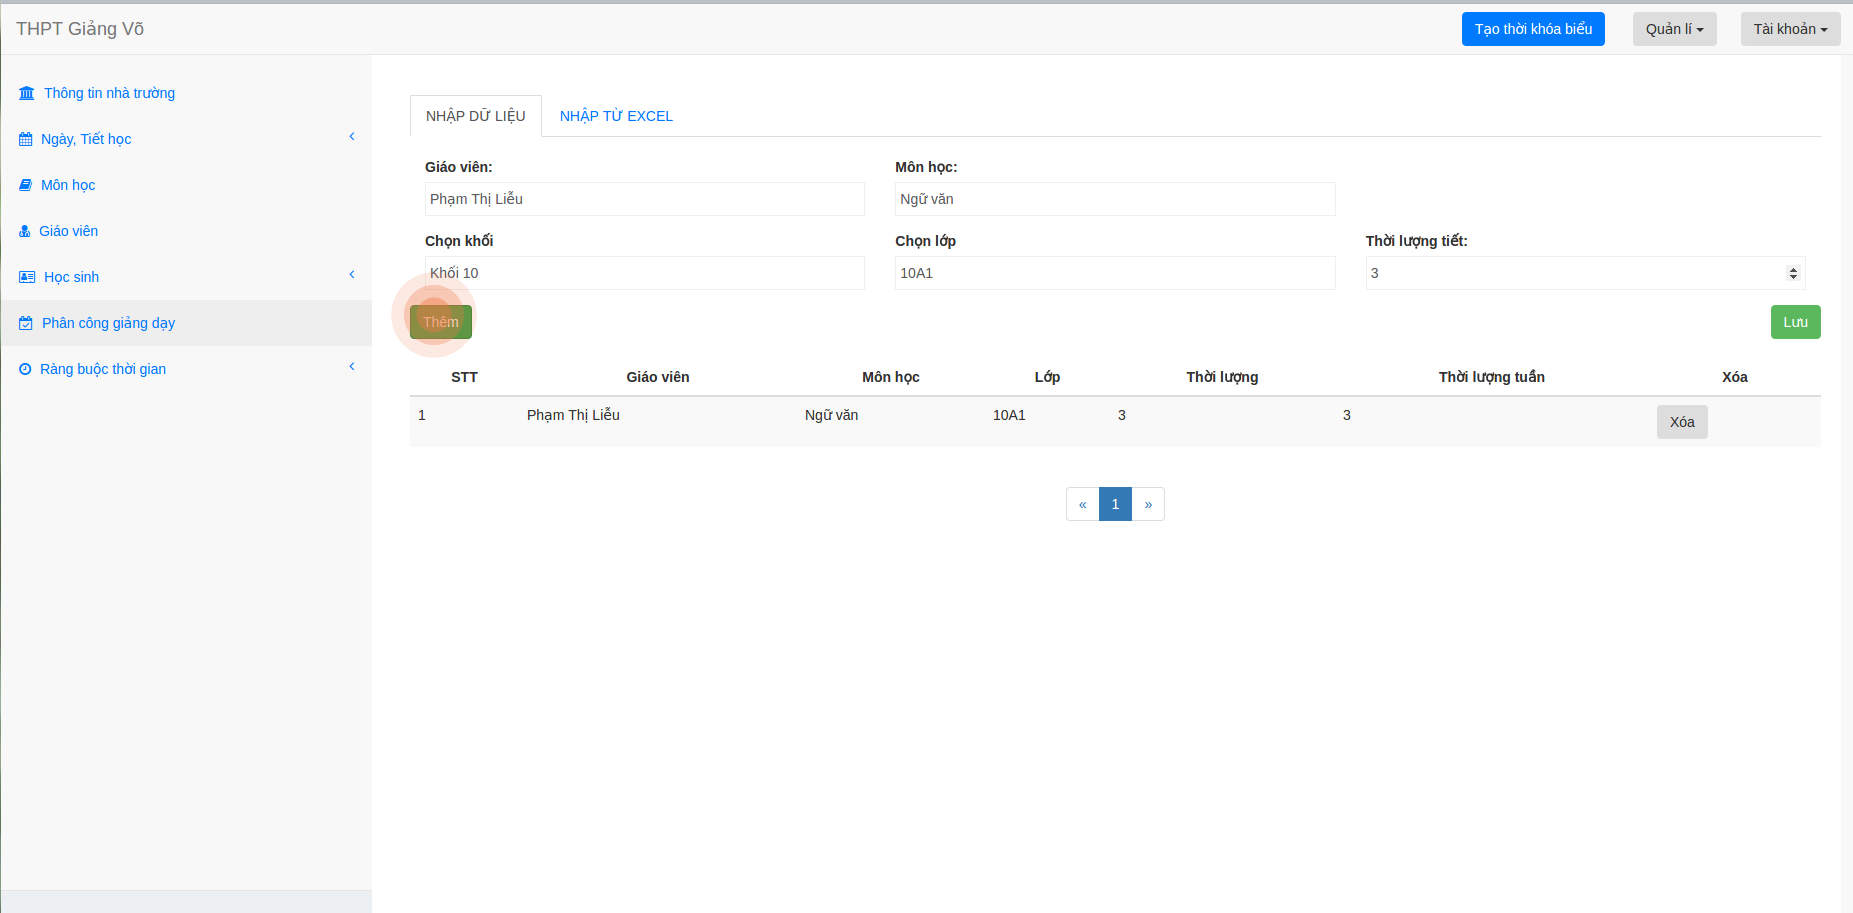 THPT Giảng Võ
Tạo thời khóa biểu
Quản lí
Tài khoản
Thông tin nhà trường
Ngày, Tiết học
Môn học
Giáo viên
Học sinh
Phân công giảng dạy
Ràng buộc thời gian
NHẬP DỮ LIỆU
NHẬP TỪ EXCEL
Giáo viên:
Môn học:
Phạm Thị Liễu
Ngữ văn
Chọn khối
Chọn lớp
Thời lượng tiết:
Khối 10
10A1
3
Thêm
Lưu
STT Giáo viên Môn học Lớp Thời lượng Thời lượng tuần Xóa
1 Phạm Thị Liễu Ngữ văn 10A1 3 3 Xóa
« 1 »